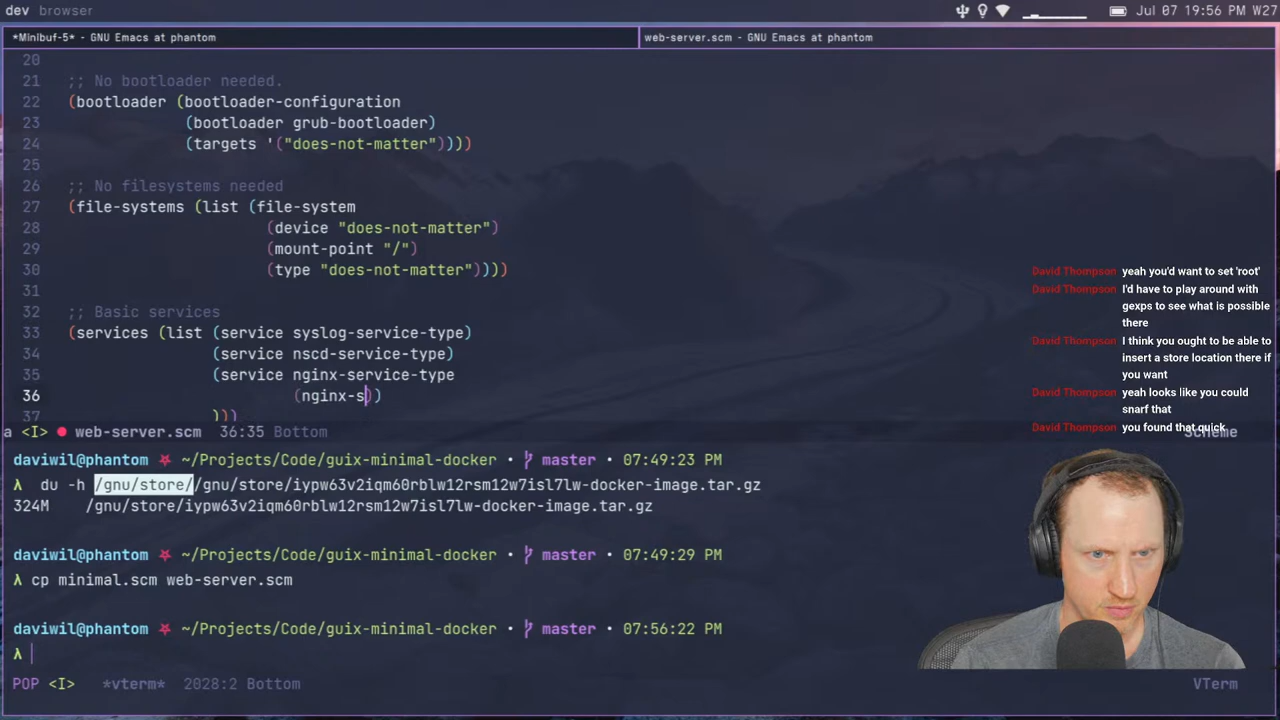 dev browser
Jul 07 19:56 PM W27
*Minibuf-5* - GNU Emacs at phantom
web-server.scm - GNU Emacs at phantom
20
21 ;; No bootloader needed.
22 (bootloader (bootloader-configuration
23 (bootloader grub-bootloader)
24 (targets '("does-not-matter"))))
25
26 ;; No filesystems needed
27 (file-systems (list (file-system
28 (device "does-not-matter")
29 (mount-point "/")
30 (type "does-not-matter"))))
31
32 ;; Basic services
33 (services (list (service syslog-service-type)
34 (service nscd-service-type)
35 (service nginx-service-type
36 (nginx-s))
37 )))
a <I> web-server.scm 36:35 Bottom Scheme
David Thompson yeah you'd want to set 'root'
David Thompson I'd have to play around with
gexps to see what is possible
there
David Thompson I think you ought to be able to
insert a store location there if
you want
David Thompson yeah looks like you could
snarf that
David Thompson you found that quick
daviwil@phantom ~/Projects/Code/guix-minimal-docker • master • 07:49:23 PM
λ du -h /gnu/store//gnu/store/iypw63v2iqm60rblw12rsm12w7isl7lw-docker-image.tar.gz
324M /gnu/store/iypw63v2iqm60rblw12rsm12w7isl7lw-docker-image.tar.gz
daviwil@phantom ~/Projects/Code/guix-minimal-docker • master • 07:49:29 PM
λ cp minimal.scm web-server.scm
daviwil@phantom ~/Projects/Code/guix-minimal-docker • master • 07:56:22 PM
λ
POP <I> *vterm* 2028:2 Bottom VTerm